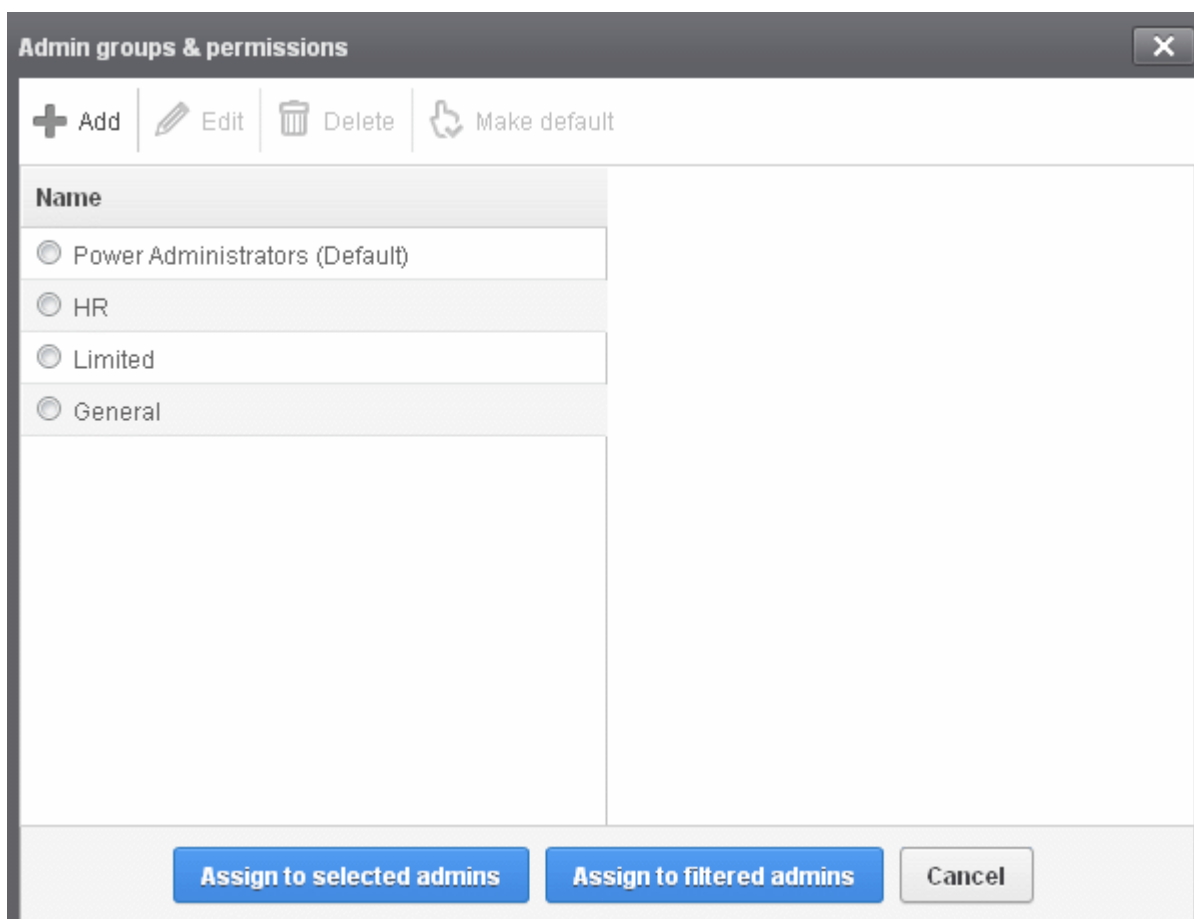 Admin groups & permissions
Add Edit Delete Make default
Name
Power Administrators (Default)
HR
Limited
General
Assign to selected admins Assign to filtered admins Cancel